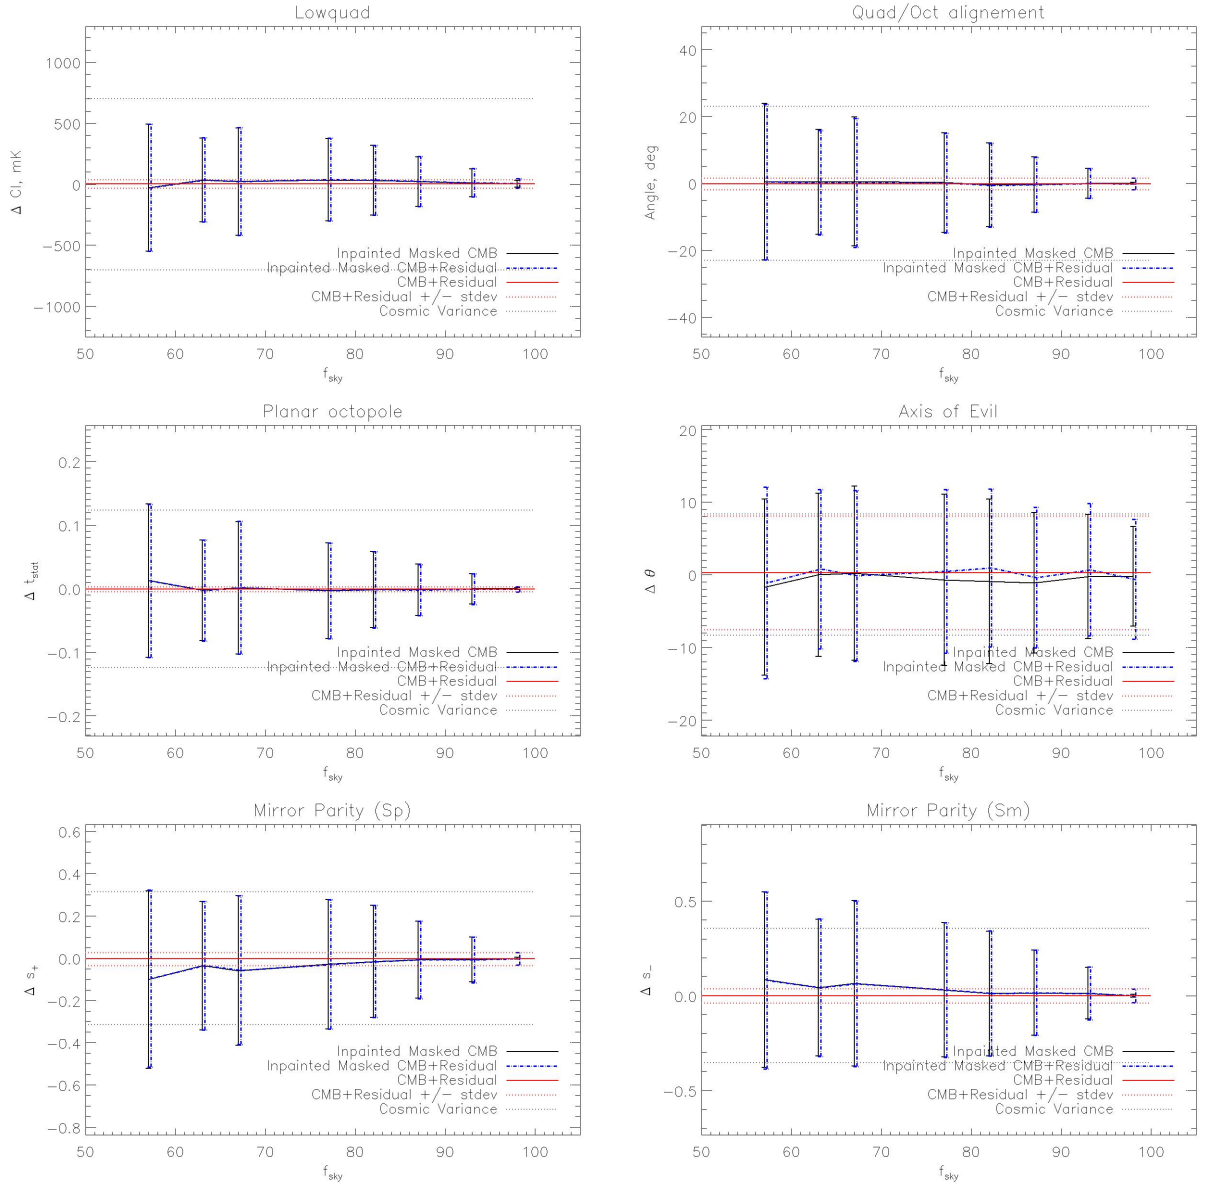 Lowquad
1000
500
0
−500
−1000
Δ Cl, mK
Inpainted Masked CMB
Inpainted Masked CMB+Residual
CMB+Residual
CMB+Residual +/− stdev
Cosmic Variance
50 60 70 80 90 100
fsky
Quad/Oct alignement
40
20
0
−20
−40
Angle, deg
Inpainted Masked CMB
Inpainted Masked CMB+Residual
CMB+Residual
CMB+Residual +/− stdev
Cosmic Variance
50 60 70 80 90 100
fsky
Planar octopole
0.2
0.1
0.0
−0.1
−0.2
Δ tstat
Inpainted Masked CMB
Inpainted Masked CMB+Residual
CMB+Residual
CMB+Residual +/− stdev
Cosmic Variance
50 60 70 80 90 100
fsky
Axis of Evil
20
10
0
−10
−20
Δ θ
Inpainted Masked CMB
Inpainted Masked CMB+Residual
CMB+Residual
CMB+Residual +/− stdev
Cosmic Variance
50 60 70 80 90 100
fsky
Mirror Parity (Sp)
0.6
0.4
0.2
0.0
−0.2
−0.4
−0.6
−0.8
Δ s+
Inpainted Masked CMB
Inpainted Masked CMB+Residual
CMB+Residual
CMB+Residual +/− stdev
Cosmic Variance
50 60 70 80 90 100
fsky
Mirror Parity (Sm)
0.5
0.0
−0.5
Δ s−
Inpainted Masked CMB
Inpainted Masked CMB+Residual
CMB+Residual
CMB+Residual +/− stdev
Cosmic Variance
50 60 70 80 90 100
fsky